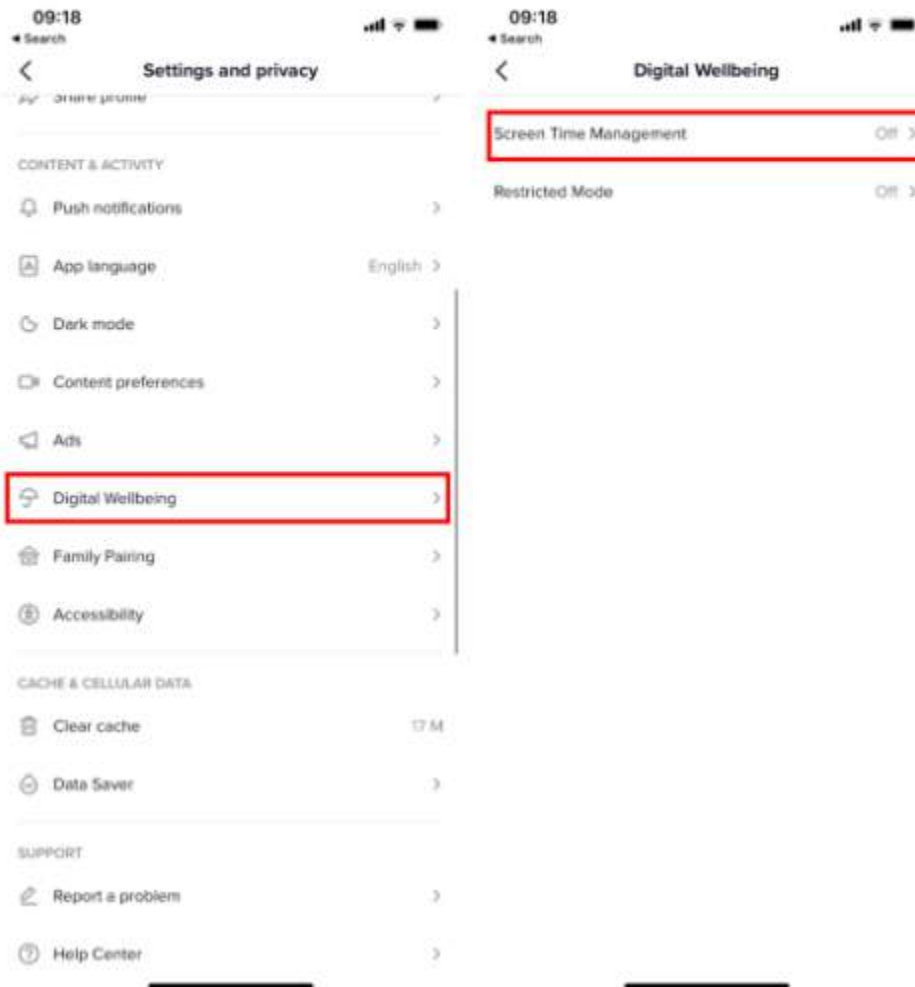 09:18
◀ Search
Settings and privacy
Share profile
CONTENT & ACTIVITY
Push notifications
App language English
Dark mode
Content preferences
Ads
Digital Wellbeing
Family Pairing
Accessibility
CACHE & CELLULAR DATA
Clear cache 17 M
Data Saver
SUPPORT
Report a problem
Help Center
09:18
◀ Search
Digital Wellbeing
Screen Time Management Off
Restricted Mode Off